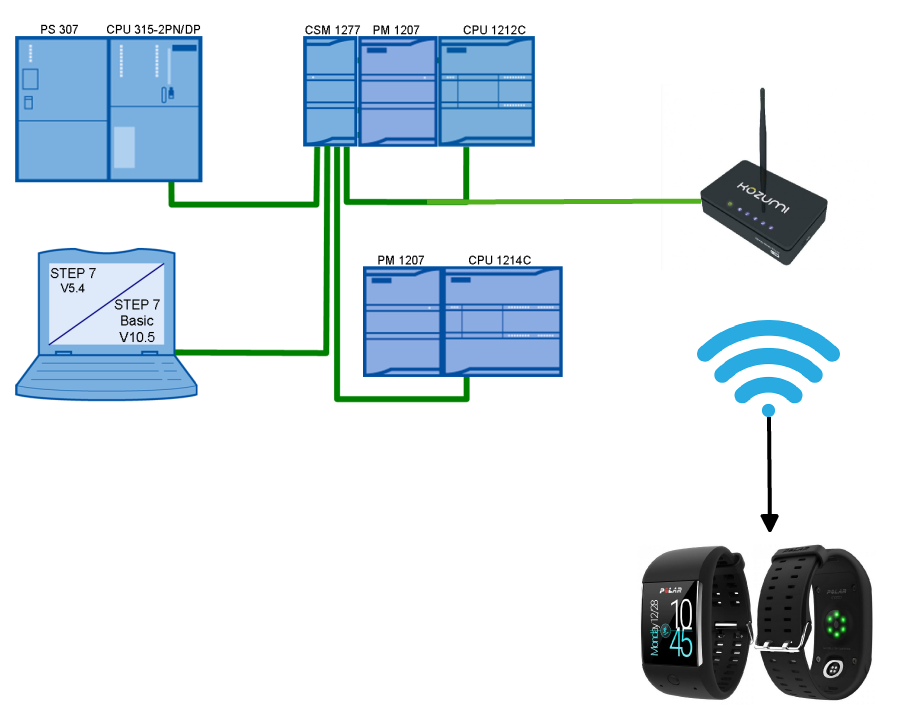 PS 307
CPU 315-2PN/DP
CSM 1277
PM 1207
CPU 1212C
KOZUMI
STEP 7
V5.4
STEP 7
Basic
V10.5
PM 1207
CPU 1214C
POLAR
Monday 12/28
10
45
POLAR